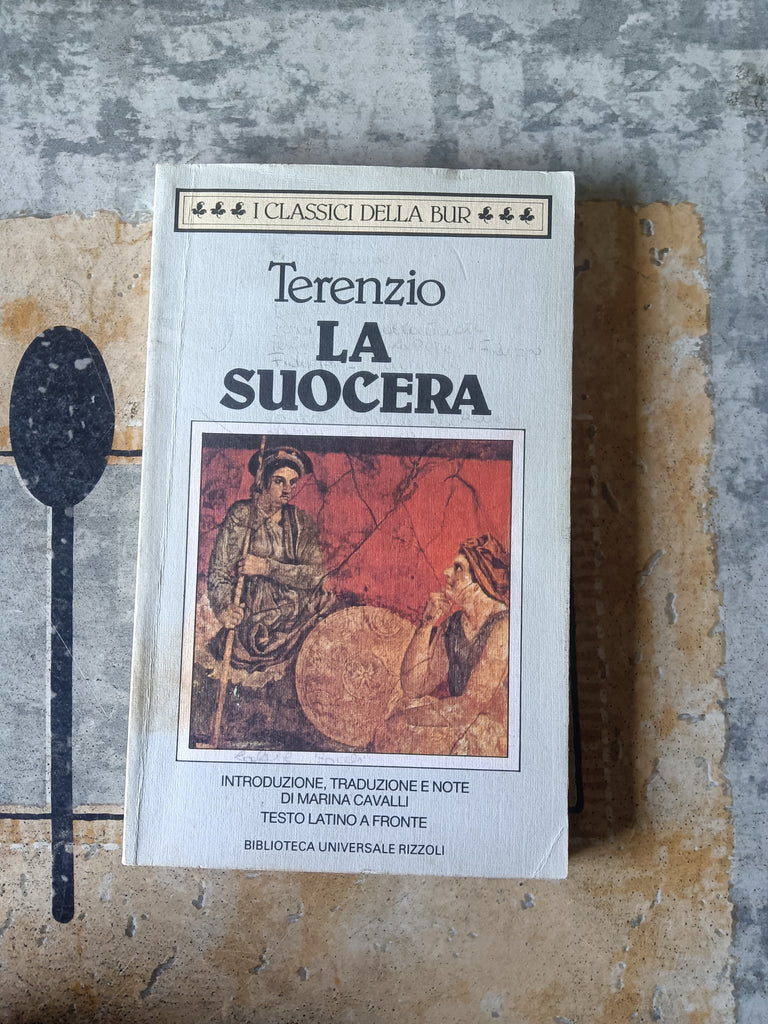 I CLASSICI DELLA BUR
Terenzio
LA
SUOCERA
INTRODUZIONE, TRADUZIONE E NOTE
DI MARINA CAVALLI
TESTO LATINO A FRONTE
BIBLIOTECA UNIVERSALE RIZZOLI